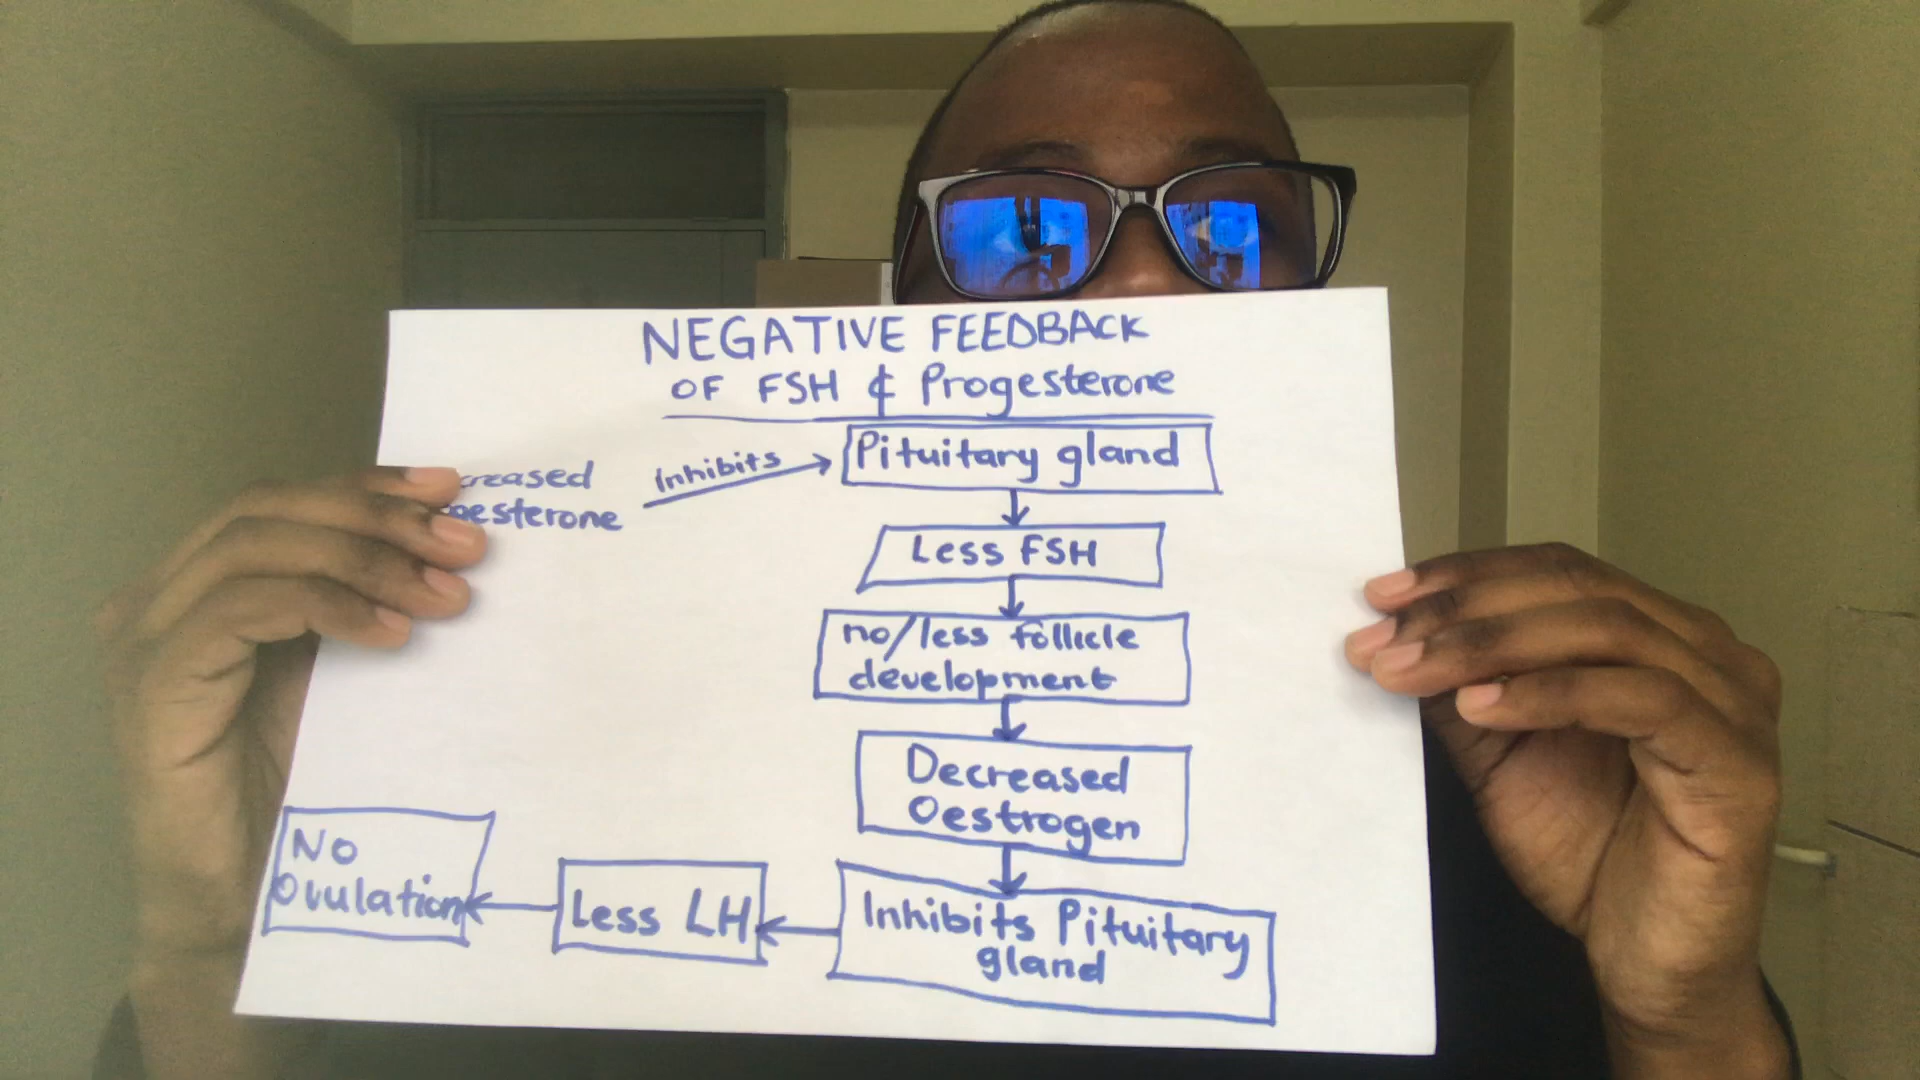 NEGATIVE FEEDBACK
OF FSH & Progesterone
Inhibits
Pituitary gland
Less FSH
no/less follicle
development
Decreased
Oestrogen
Inhibits Pituitary
gland
Less LH
No
Ovulation